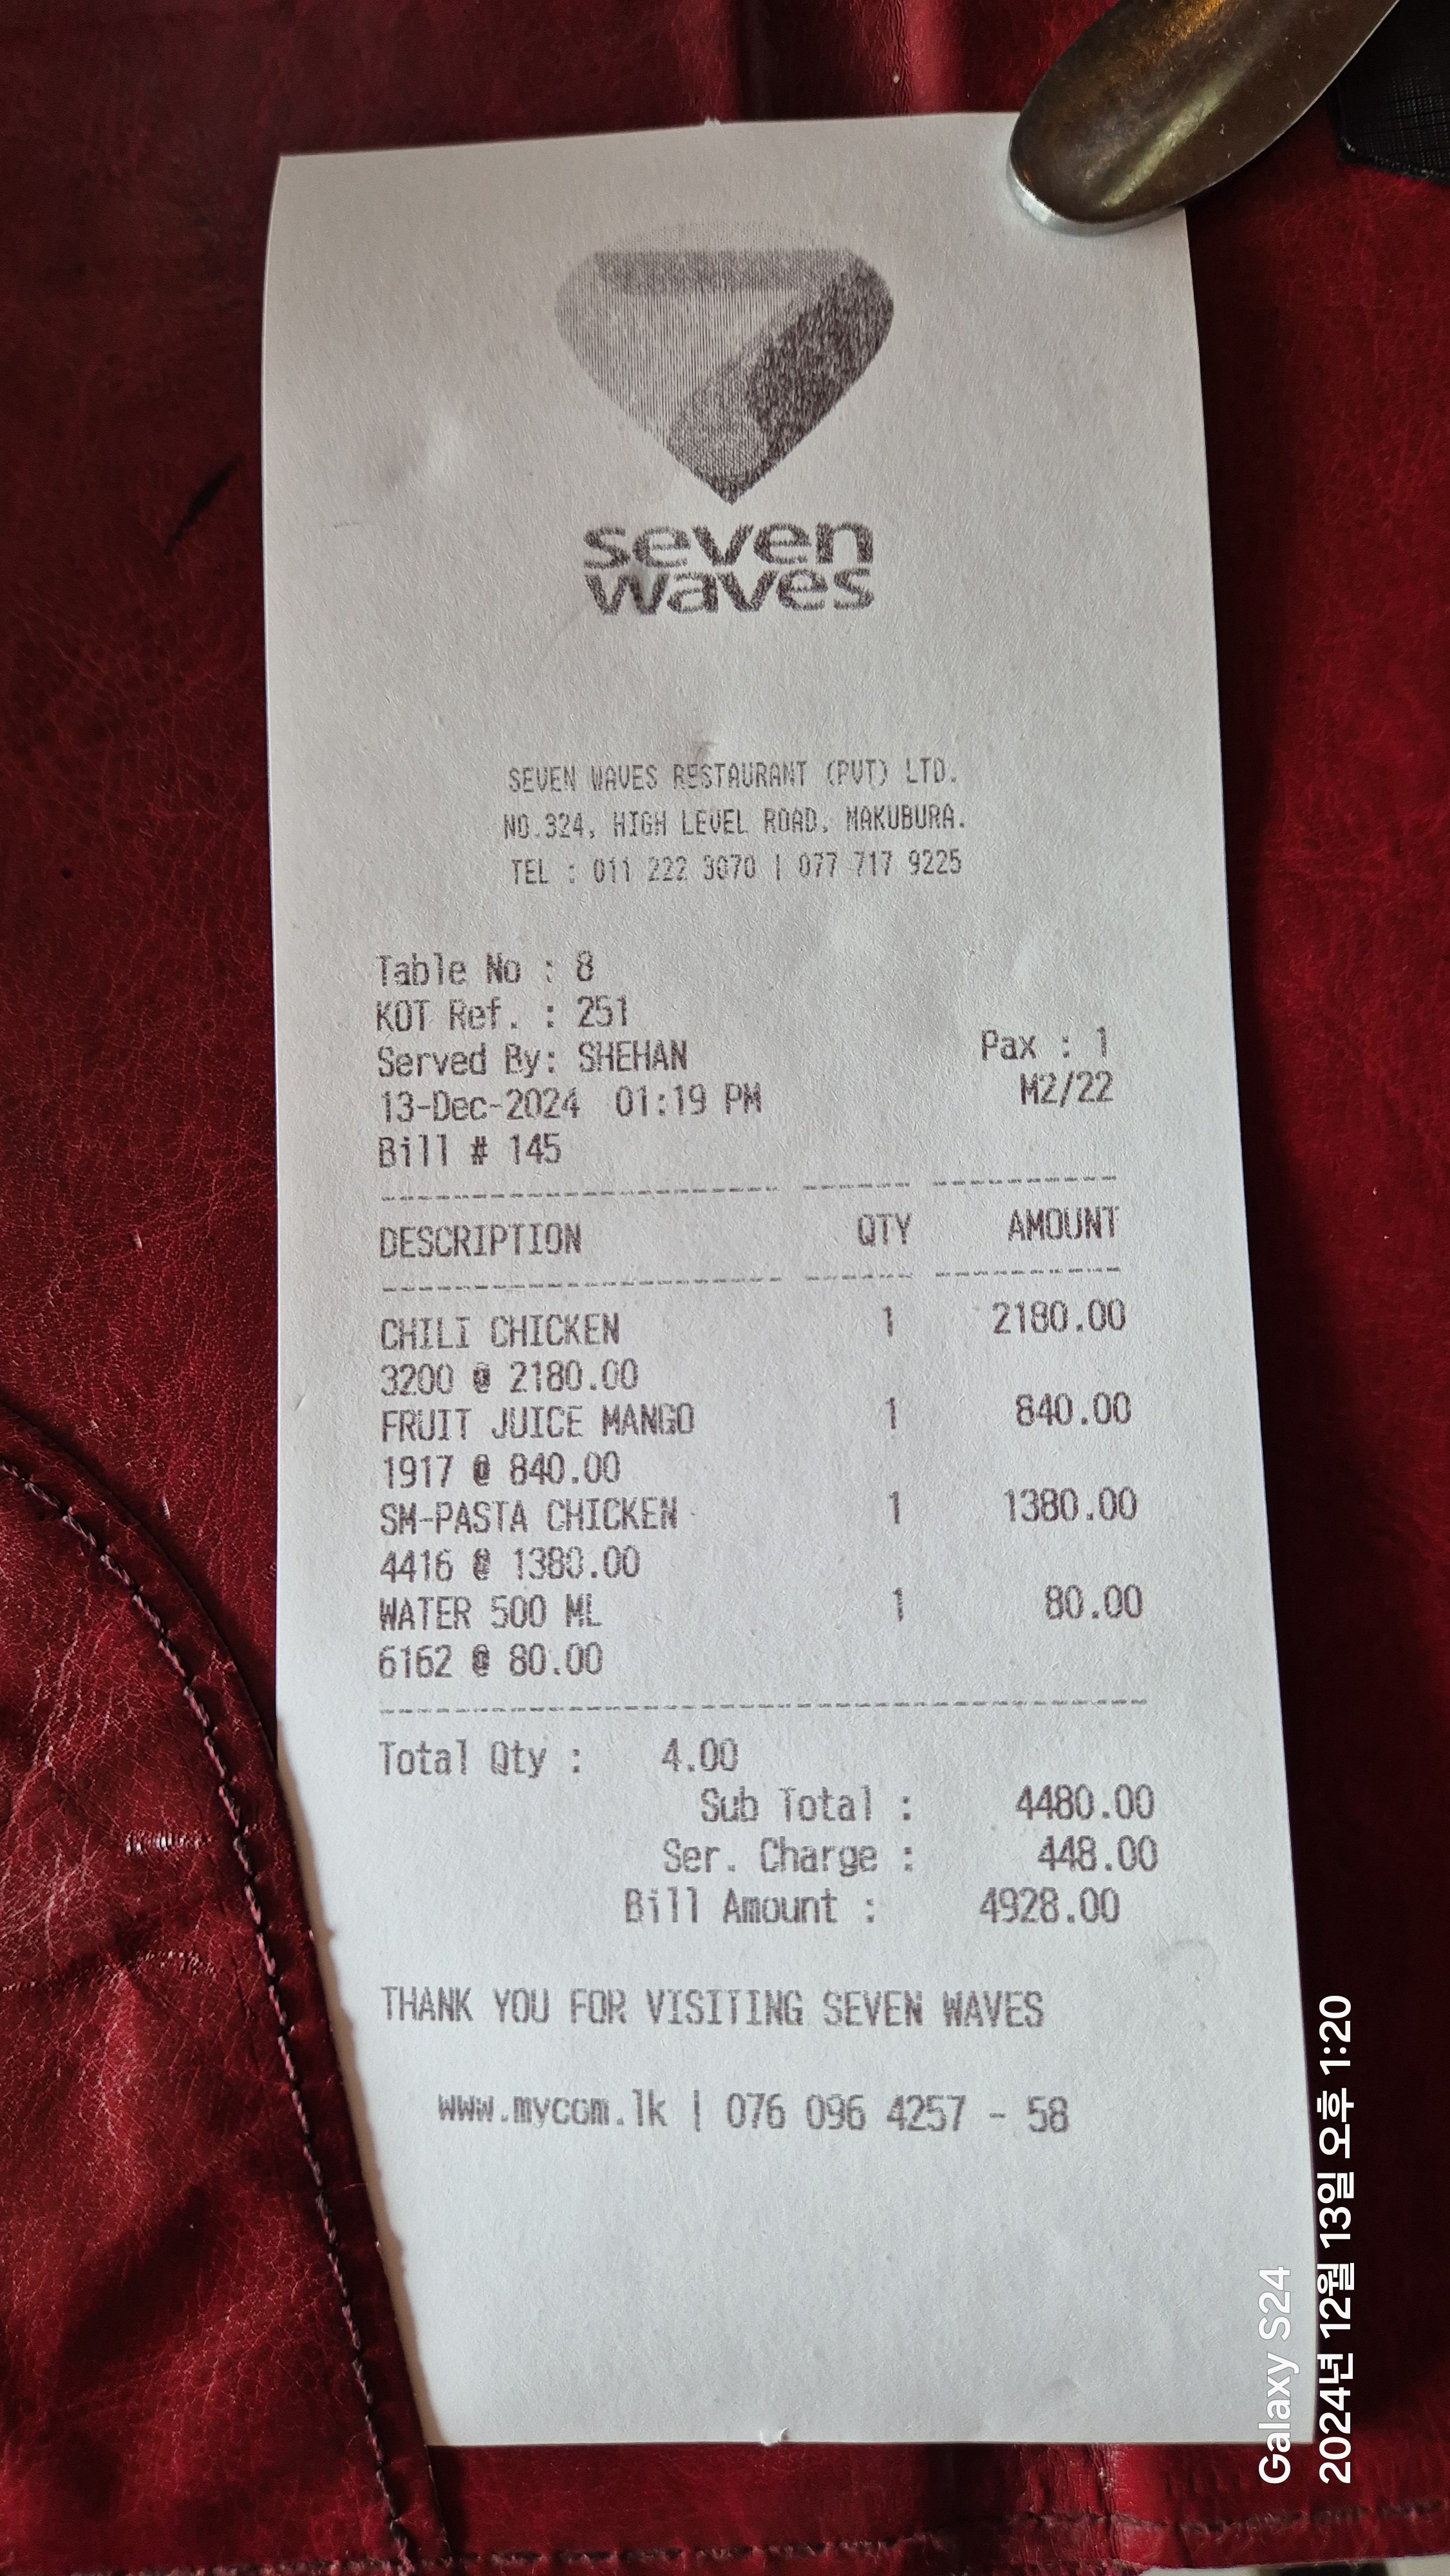 seven
waves
SEVEN WAVES RESTAURANT (PVT) LTD.
NO.324, HIGH LEVEL ROAD, MAKUBURA.
TEL : 011 222 3070 | 077 717 9225
Table No : 8
KOT Ref. : 251
Served By: SHEHAN Pax : 1
13-Dec-2024 01:19 PM M2/22
Bill # 145
DESCRIPTION QTY AMOUNT
CHILI CHICKEN 1 2180.00
3200 @ 2180.00
FRUIT JUICE MANGO 1 840.00
1917 @ 840.00
SM-PASTA CHICKEN 1 1380.00
4416 @ 1380.00
WATER 500 ML 1 80.00
6162 @ 80.00
Total Qty : 4.00
Sub Total : 4480.00
Ser. Charge : 448.00
Bill Amount : 4928.00
THANK YOU FOR VISITING SEVEN WAVES
www.mycom.lk | 076 096 4257 - 58
Galaxy S24
2024년 12월 13일 오후 1:20